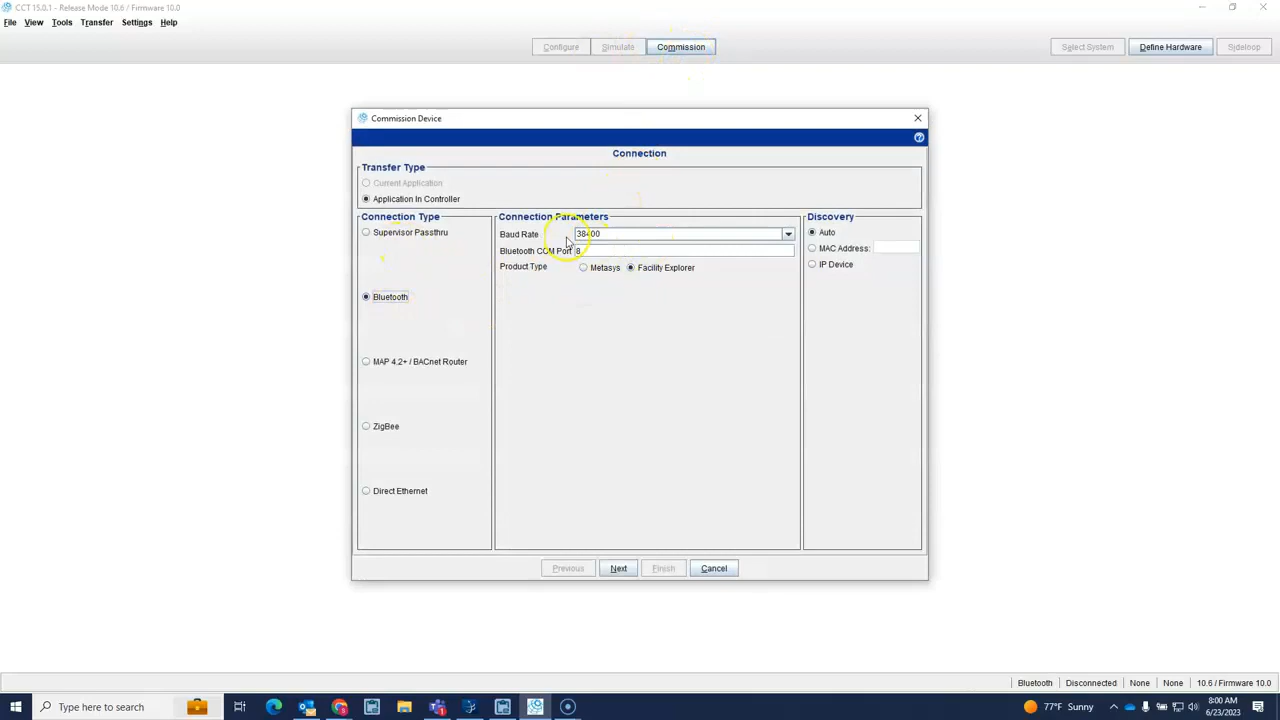 CCT 15.0.1 - Release Mode 10.6 / Firmware 10.0
File View Tools Transfer Settings Help
Configure Simulate Commission Select System Define Hardware Sideloop
Commission Device
Connection
Transfer Type
Current Application
Application In Controller
Connection Type
Supervisor Passthru
Bluetooth
MAP 4.2+ / BACnet Router
ZigBee
Direct Ethernet
Connection Parameters
Baud Rate 38400
Bluetooth COM Port 8
Product Type Metasys Facility Explorer
Discovery
Auto
MAC Address:
IP Device
Previous Next Finish Cancel
Bluetooth Disconnected None None 10.6 / Firmware 10.0
Type here to search
77°F Sunny
8:00 AM
6/23/2023